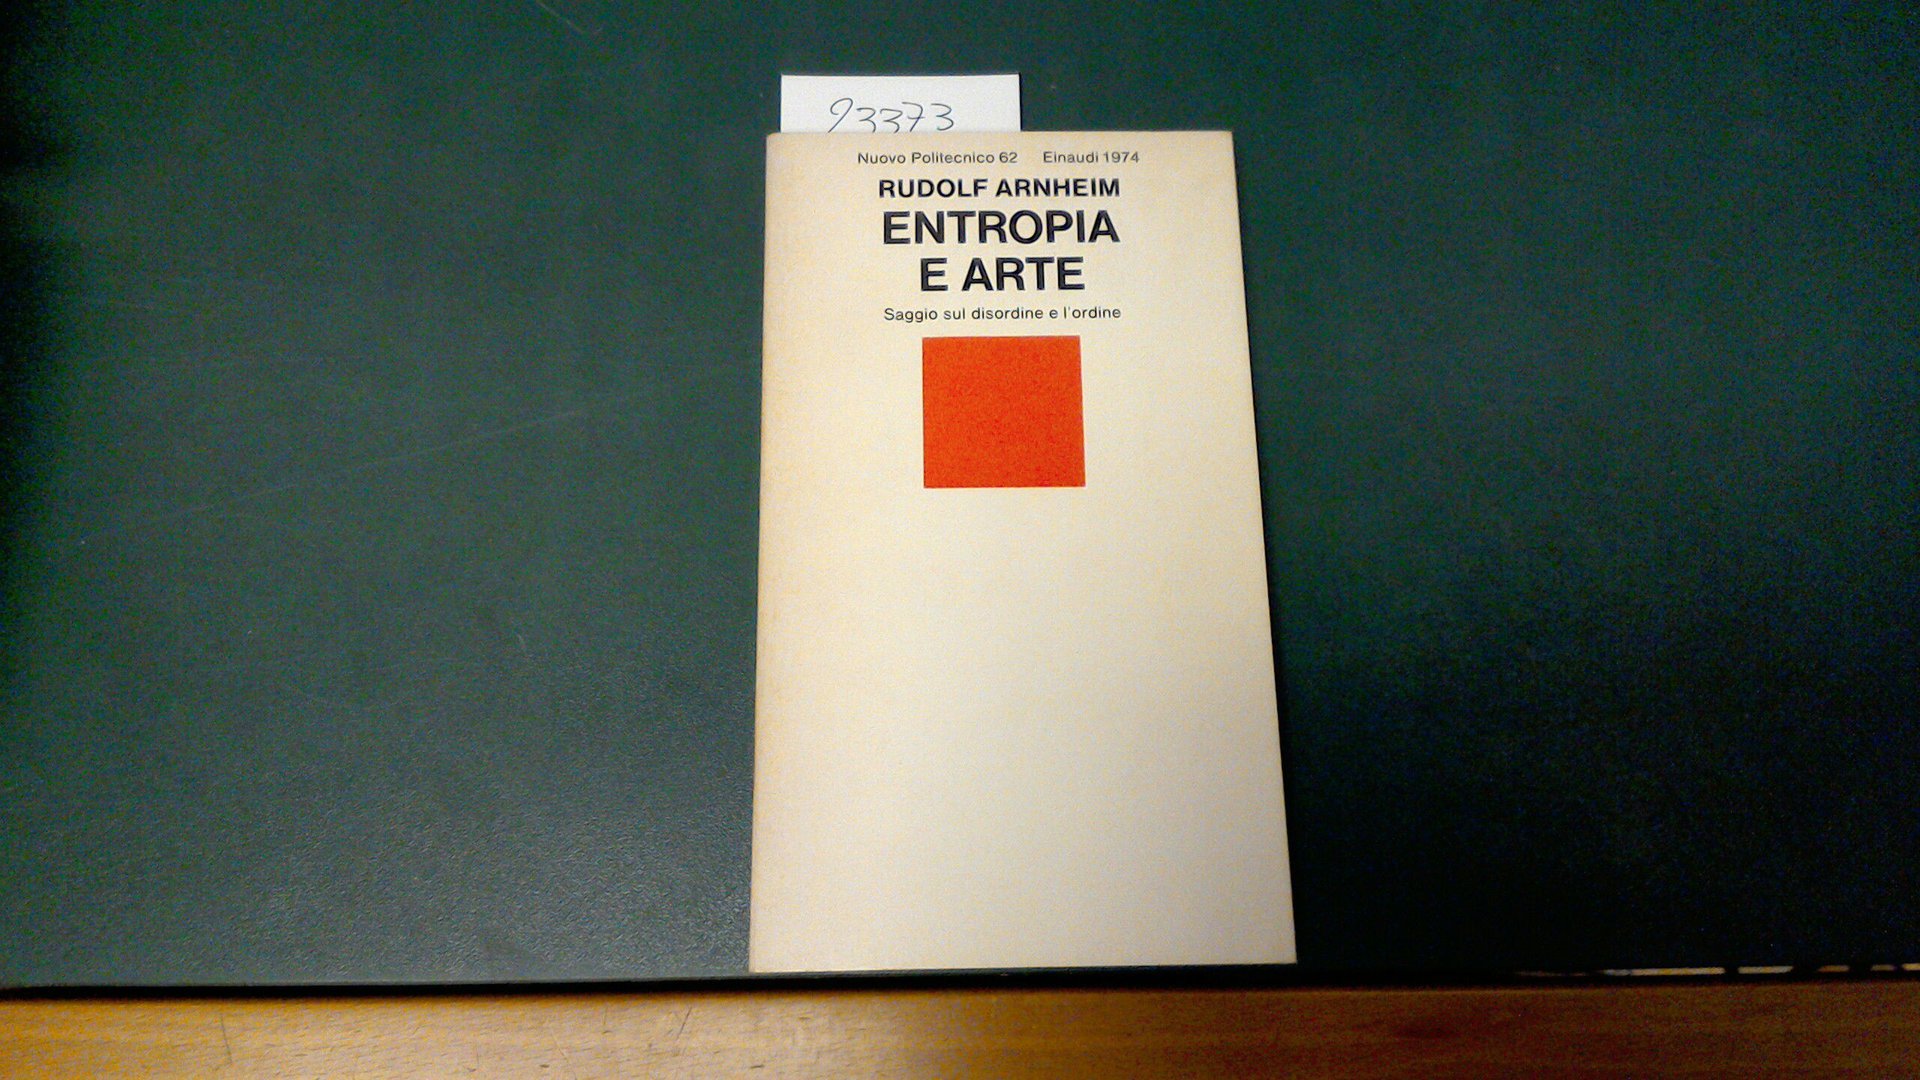 93373
Nuovo Politecnico 62 Einaudi 1974
RUDOLF ARNHEIM
ENTROPIA
E ARTE
Saggio sul disordine e l'ordine